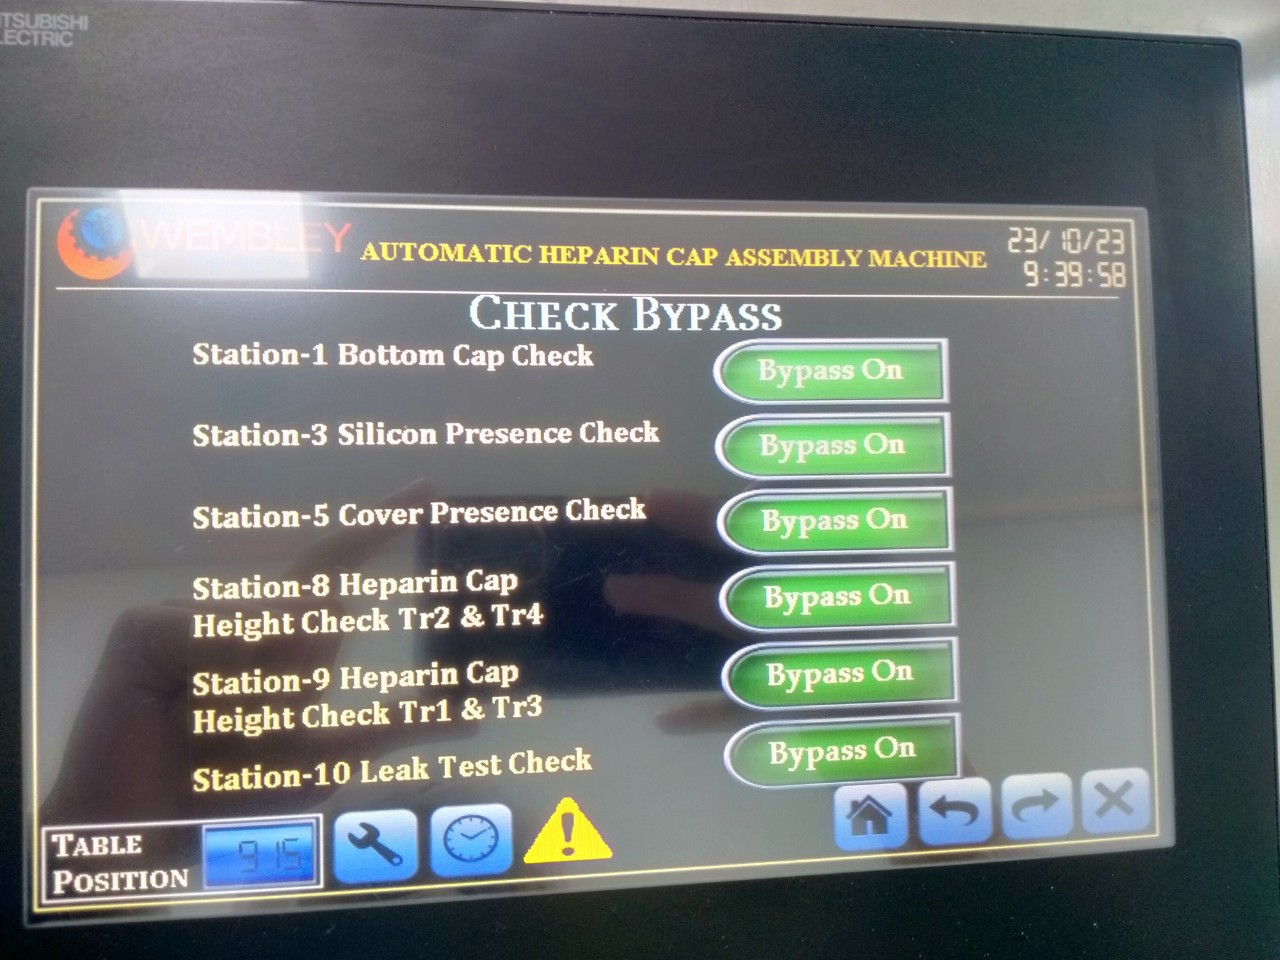 TSUBISHI
LECTRIC
WEMBLEY
AUTOMATIC HEPARIN CAP ASSEMBLY MACHINE
23/10/23
9:39:58
CHECK BYPASS
Station-1 Bottom Cap Check
Bypass On
Station-3 Silicon Presence Check
Bypass On
Station-5 Cover Presence Check
Bypass On
Station-8 Heparin Cap
Height Check Tr2 & Tr4
Bypass On
Station-9 Heparin Cap
Height Check Tr1 & Tr3
Bypass On
Station-10 Leak Test Check
Bypass On
TABLE
POSITION
915